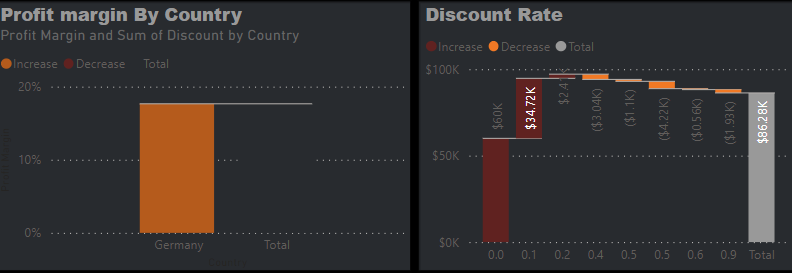 Profit margin By Country
Profit Margin and Sum of Discount by Country
Increase Decrease Total
20%
10%
0%
Germany Total
Discount Rate
Increase Decrease Total
$100K
$50K
$0K
$60K
$34.72K
($3.04K)
($1.1K)
($4.22K)
($0.56K)
($1.93K)
$86.28K
0.0 0.1 0.2 0.4 0.5 0.5 0.6 0.9 Total